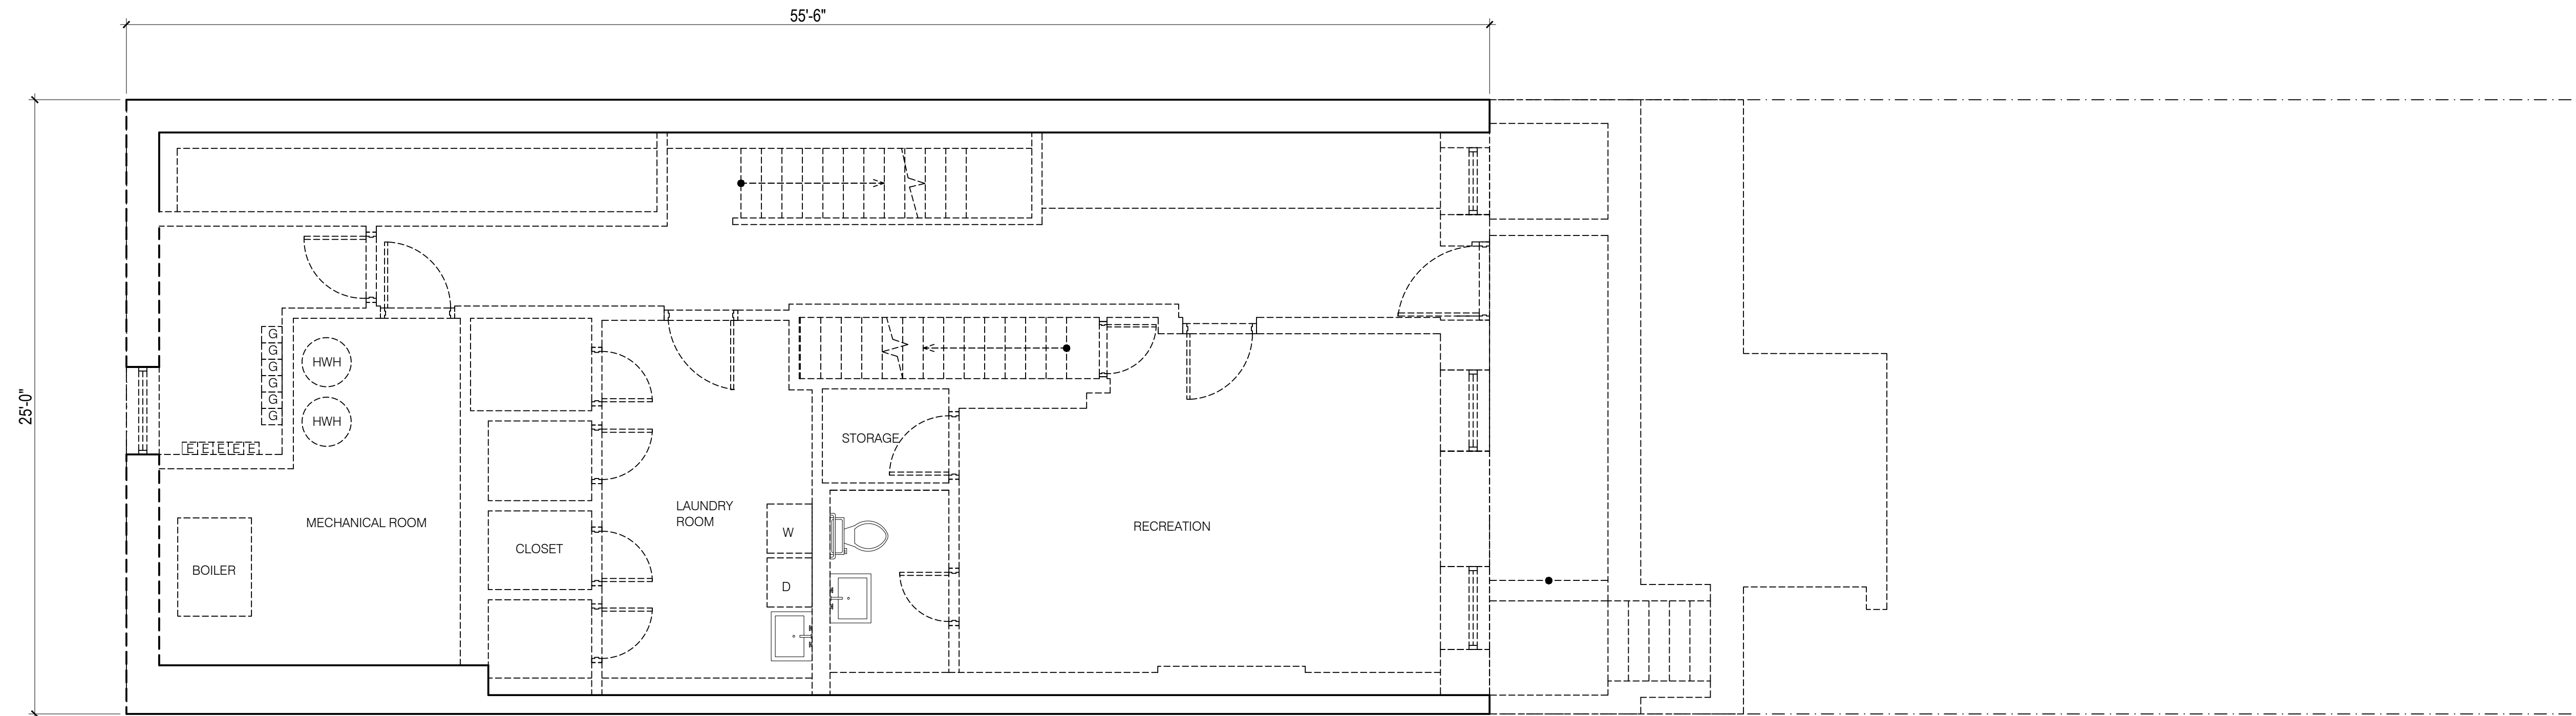 55'-6"
25'-0"
G
G
G
G
G
G
HWH
HWH
E E E E E
STORAGE
MECHANICAL ROOM
LAUNDRY
ROOM
W
RECREATION
CLOSET
BOILER
D